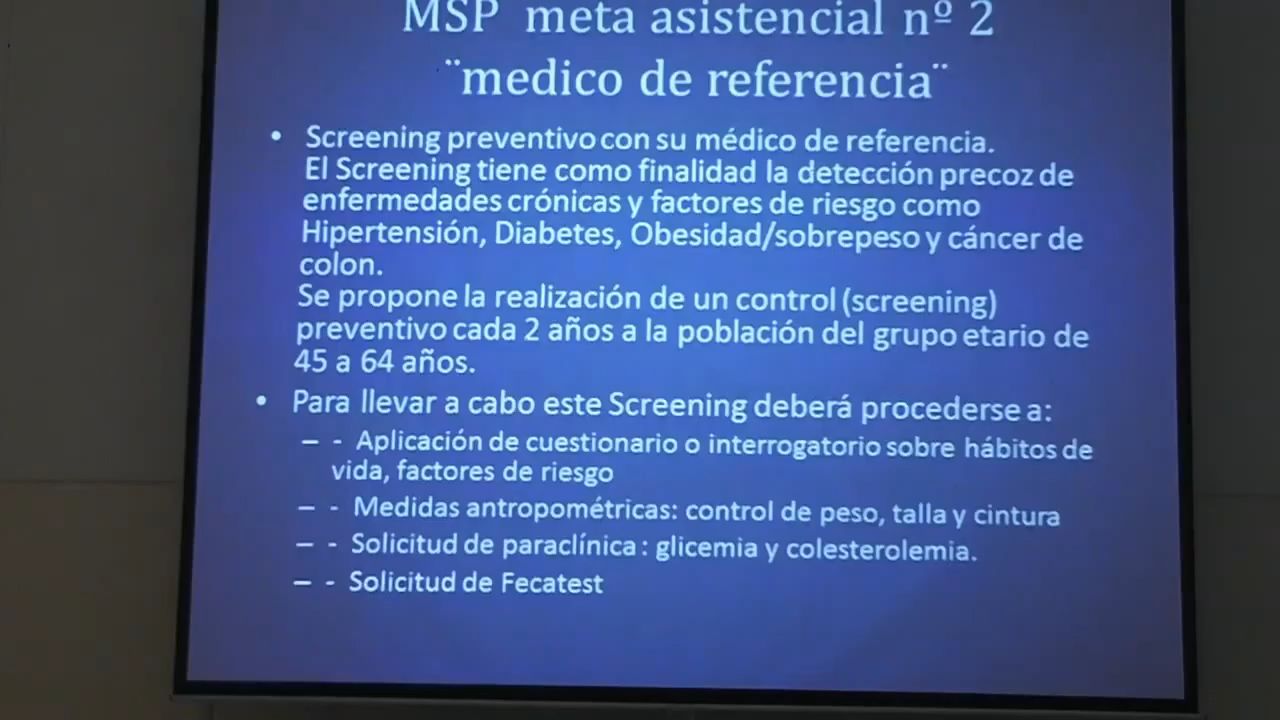 MSP meta asistencial nº 2
¨medico de referencia¨
• Screening preventivo con su médico de referencia.
El Screening tiene como finalidad la detección precoz de
enfermedades crónicas y factores de riesgo como
Hipertensión, Diabetes, Obesidad/sobrepeso y cáncer de
colon.
Se propone la realización de un control (screening)
preventivo cada 2 años a la población del grupo etario de
45 a 64 años.
• Para llevar a cabo este Screening deberá procederse a:
– - Aplicación de cuestionario o interrogatorio sobre hábitos de
vida, factores de riesgo
– - Medidas antropométricas: control de peso, talla y cintura
– - Solicitud de paraclínica : glicemia y colesterolemia.
– - Solicitud de Fecatest